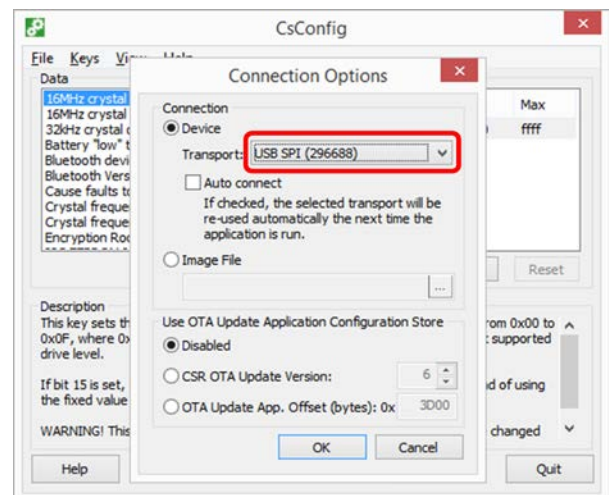 CsConfig
File Keys
Data
16MHz crystal
16MHz crystal
32kHz crystal
Battery "low"
Bluetooth devi
Bluetooth Vers
Cause faults to
Crystal freque
Crystal freque
Encryption Roo
Max
ffff
Reset
Description
This key sets th
0x0F, where 0x
drive level.
If bit 15 is set,
the fixed value
WARNING! This
rom 0x00 to
supported
d of using
changed
Help
Quit
Connection Options
Connection
Device
Transport: USB SPI (296688)
Auto connect
If checked, the selected transport will be
re-used automatically the next time the
application is run.
Image File
...
Use OTA Update Application Configuration Store
Disabled
CSR OTA Update Version: 6
OTA Update App. Offset (bytes): 0x 3D00
OK Cancel